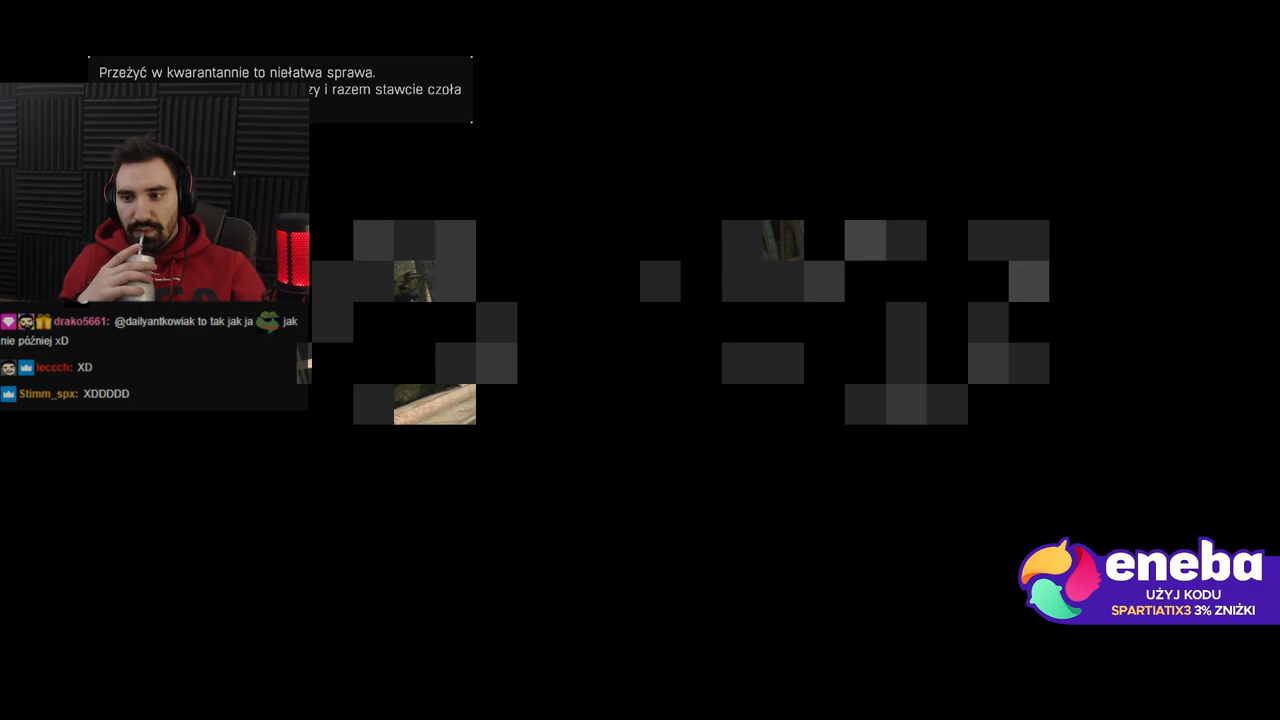 Przeżyć w kwarantannie to niełatwa sprawa.
zy i razem stawcie czoła
drako5661: @dailyantkowiak to tak jak ja jak
nie później xD
leccch: XD
Stimm_spx: XDDDDD
eneba
UŻYJ KODU
SPARTIATIX3 3% ZNIŻKI